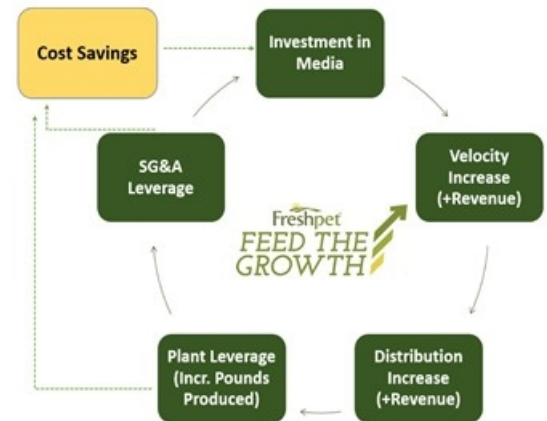 Cost Savings
Investment in
Media
SG&A
Leverage
Velocity
Increase
(+Revenue)
Freshpet®
FEED THE
GROWTH
Plant Leverage
(Incr. Pounds
Produced)
Distribution
Increase
(+Revenue)